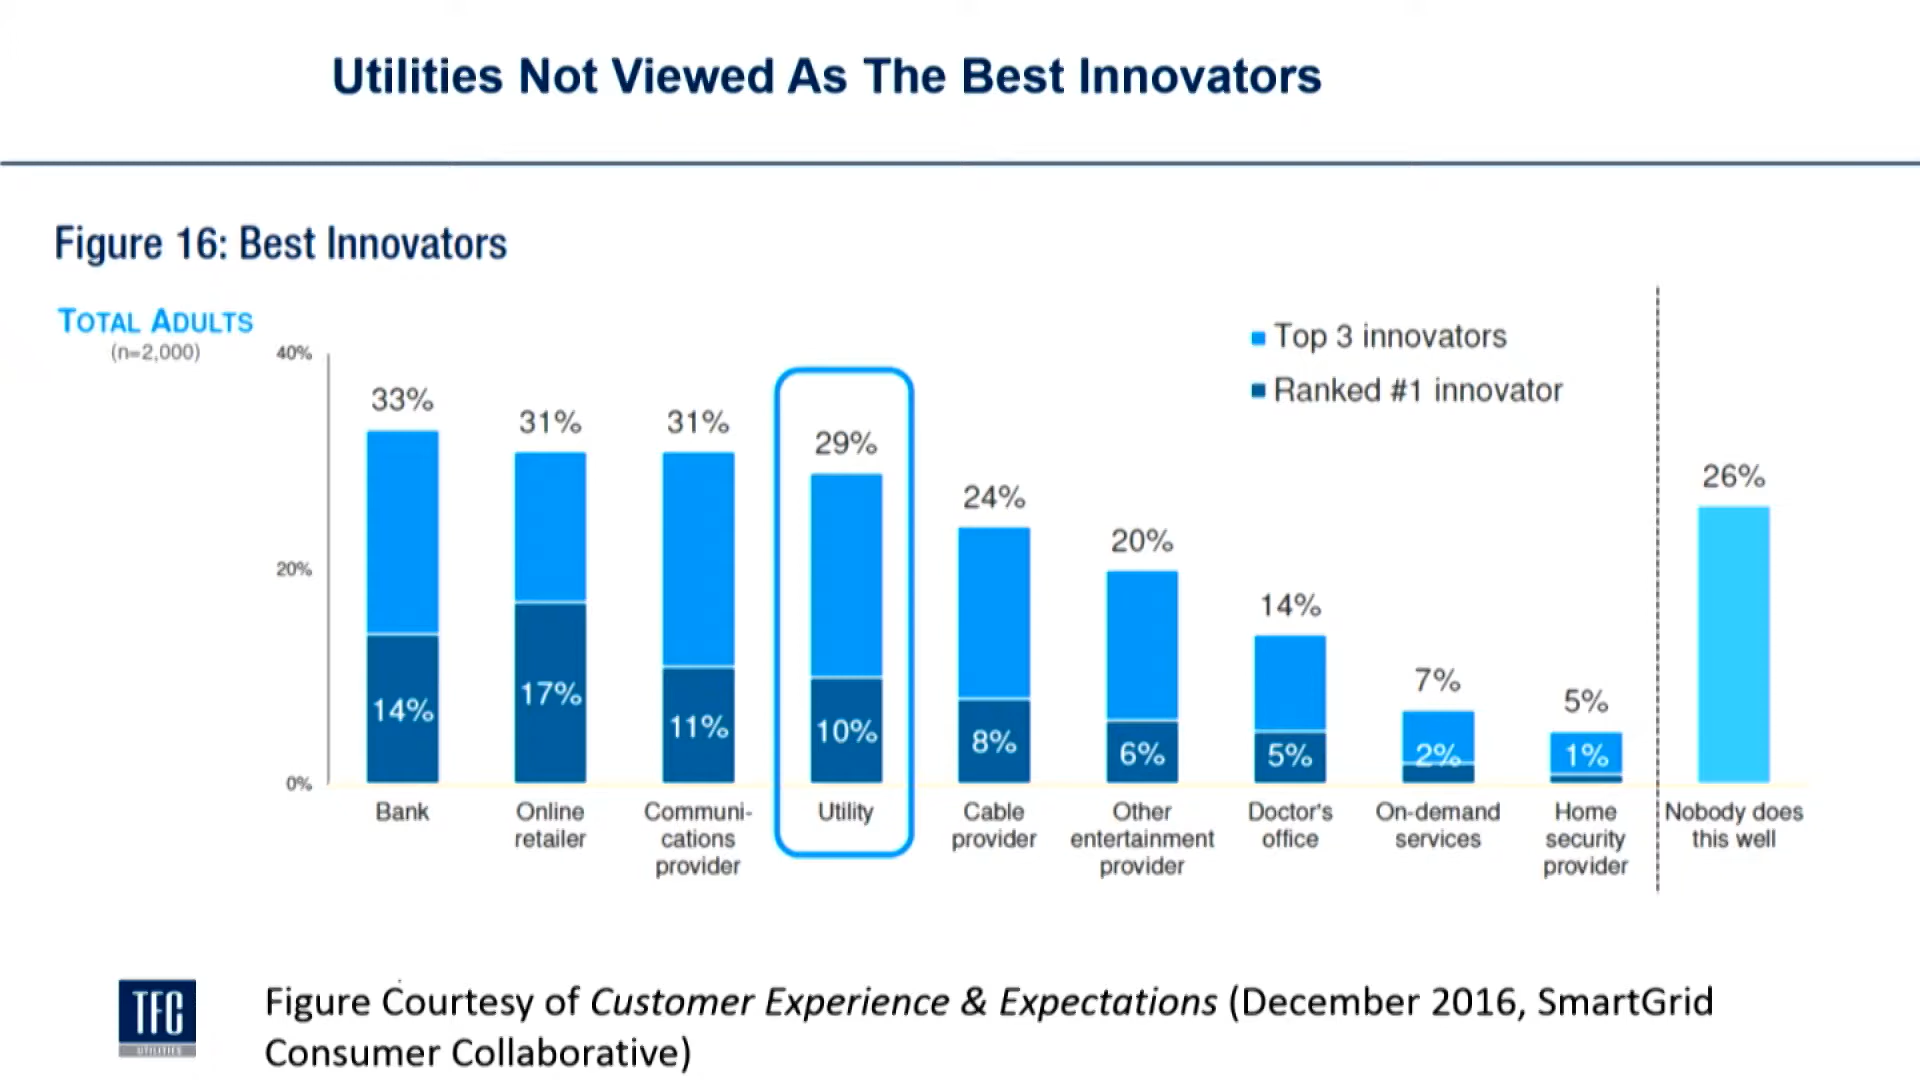 Utilities Not Viewed As The Best Innovators
Figure 16: Best Innovators
TOTAL ADULTS
(n=2,000)
Top 3 innovators
Ranked #1 innovator
40%
20%
0%
33%
31%
31%
29%
24%
20%
14%
7%
5%
26%
14%
17%
11%
10%
8%
6%
5%
2%
1%
Bank
Online
retailer
Communi-
cations
provider
Utility
Cable
provider
Other
entertainment
provider
Doctor's
office
On-demand
services
Home
security
provider
Nobody does
this well
TFC
UTILITIES
Figure Courtesy of Customer Experience & Expectations (December 2016, SmartGrid
Consumer Collaborative)